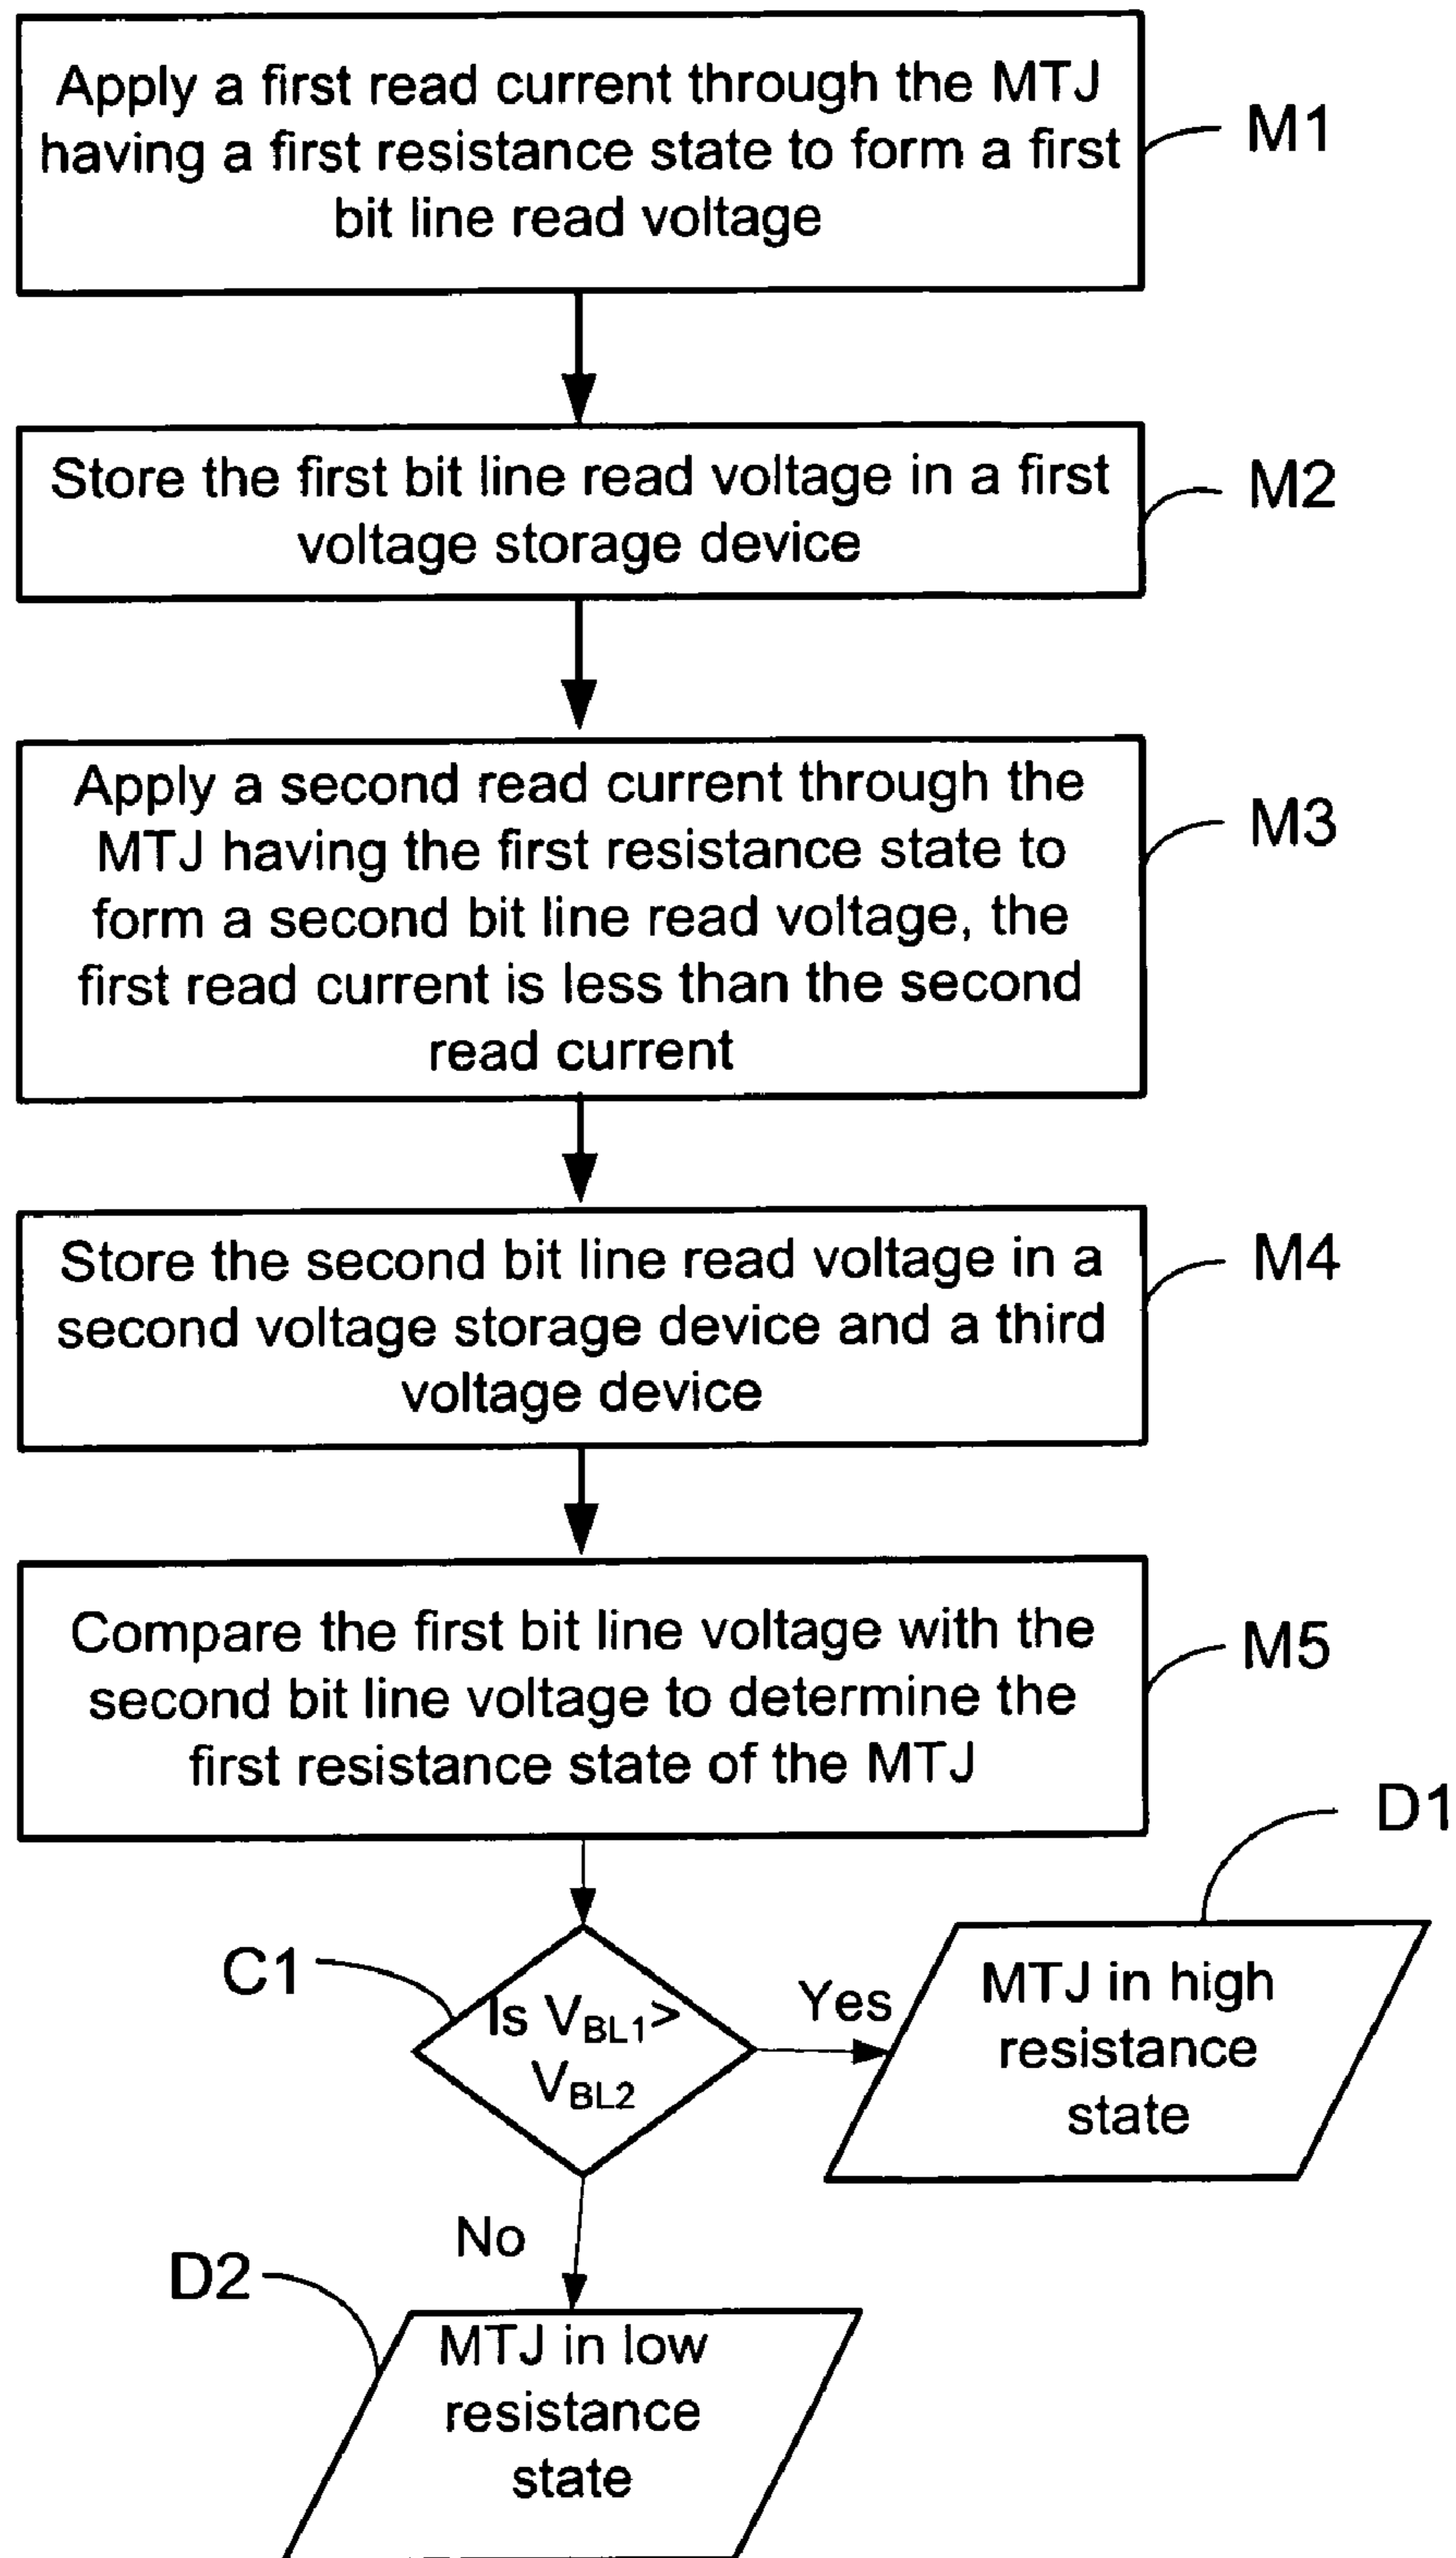 Apply a first read current through the MTJ
having a first resistance state to form a first
bit line read voltage
M1
Store the first bit line read voltage in a first
voltage storage device
M2
Apply a second read current through the
MTJ having the first resistance state to
form a second bit line read voltage, the
first read current is less than the second
read current
M3
Store the second bit line read voltage in a
second voltage storage device and a third
voltage device
M4
Compare the first bit line voltage with the
second bit line voltage to determine the
first resistance state of the MTJ
M5
C1
Is VBL1>
VBL2
Yes
D1
MTJ in high
resistance
state
No
D2
MTJ in low
resistance
state